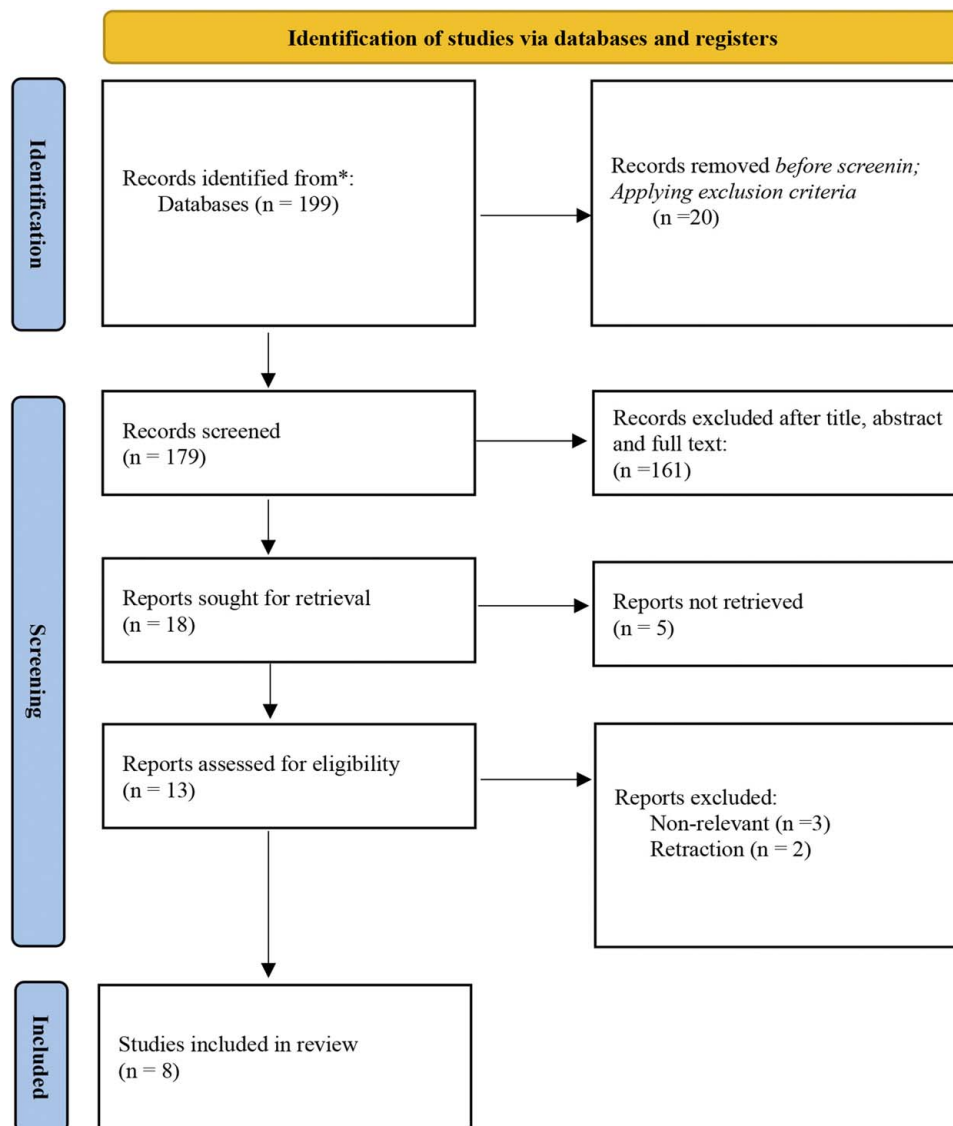 Identification of studies via databases and registers
Identification
Records identified from*:
Databases (n = 199)
Records removed before screenin;
Applying exclusion criteria
(n =20)
Screening
Records screened
(n = 179)
Records excluded after title, abstract
and full text:
(n =161)
Reports sought for retrieval
(n = 18)
Reports not retrieved
(n = 5)
Reports assessed for eligibility
(n = 13)
Reports excluded:
Non-relevant (n =3)
Retraction (n = 2)
Included
Studies included in review
(n = 8)